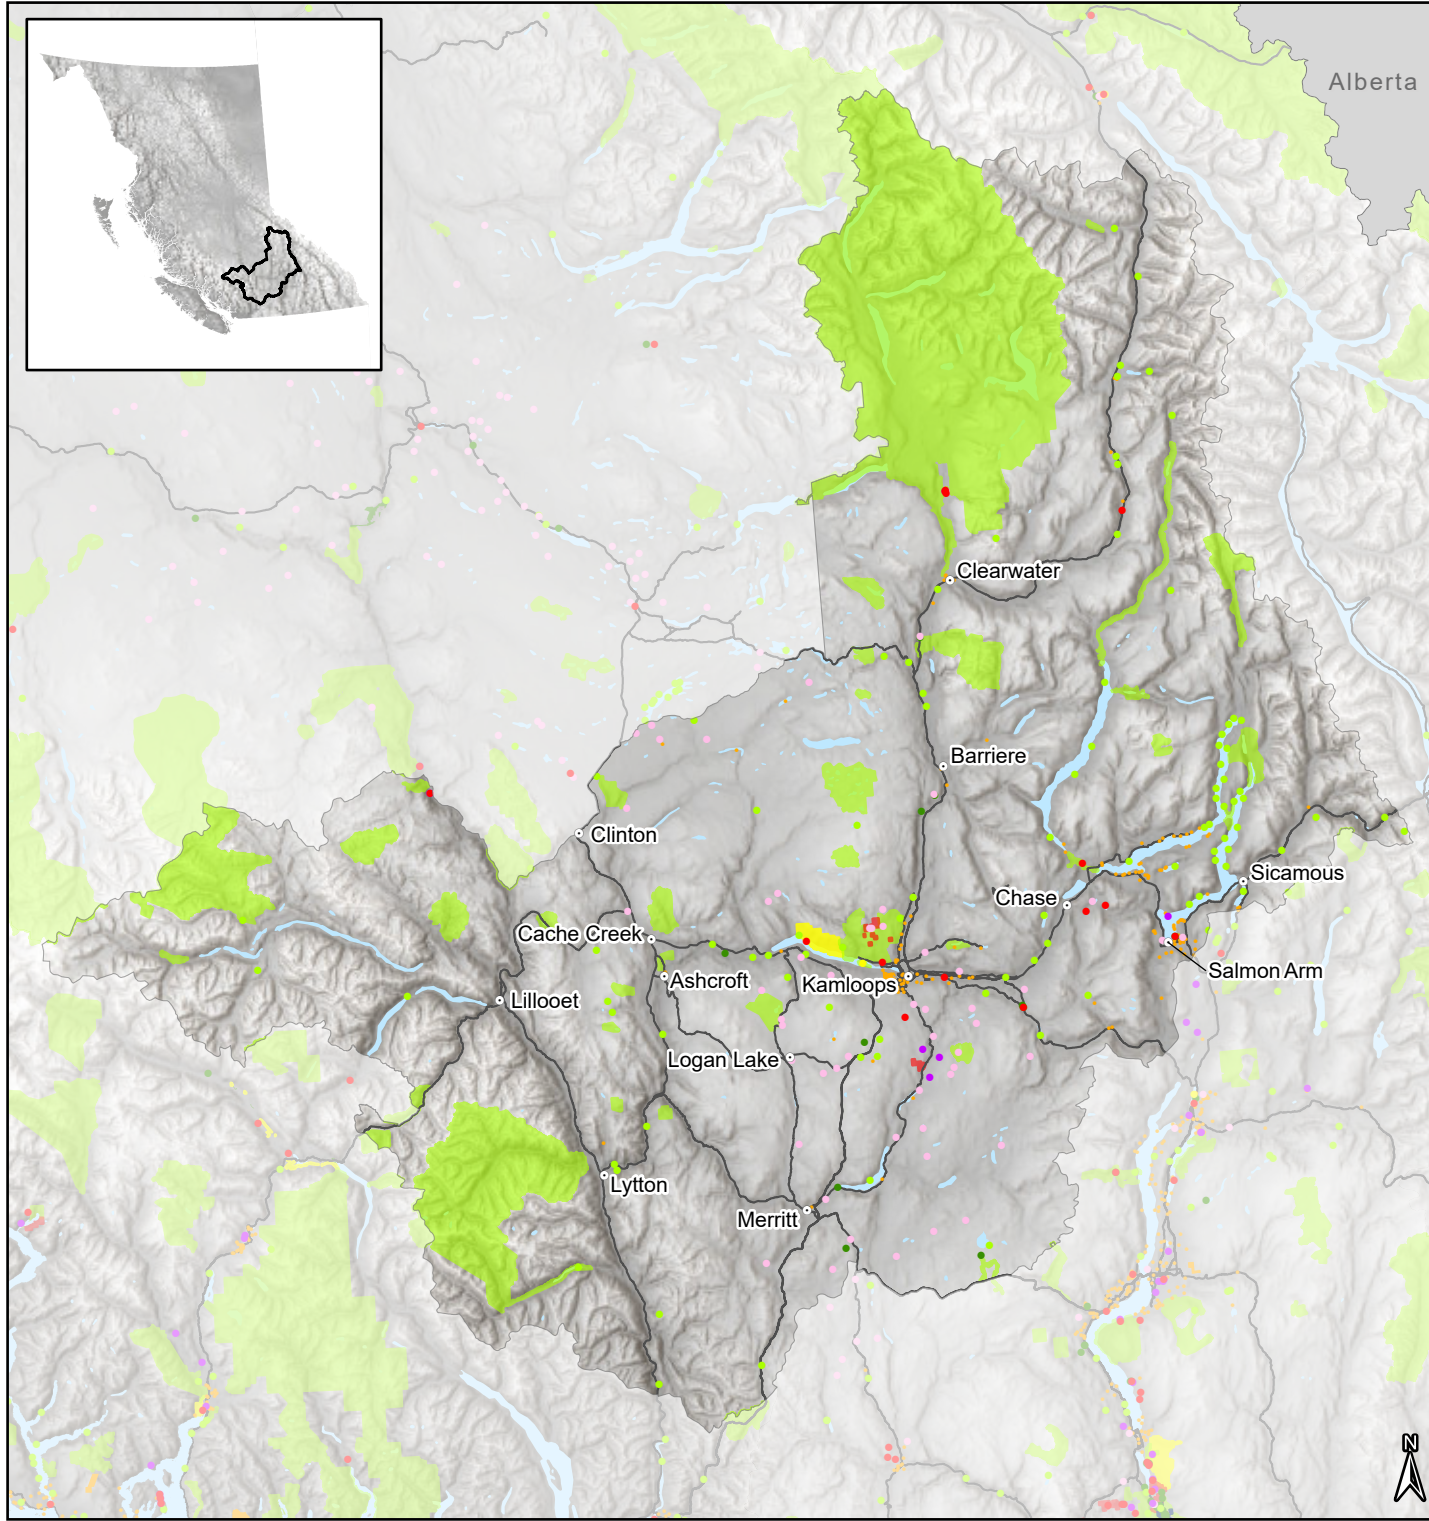 Alberta
Clearwater
Barriere
Clinton
Sicamous
Chase
Cache Creek
Salmon Arm
Ashcroft
Kamloops
Lillooet
Logan Lake
Lytton
Merritt
N